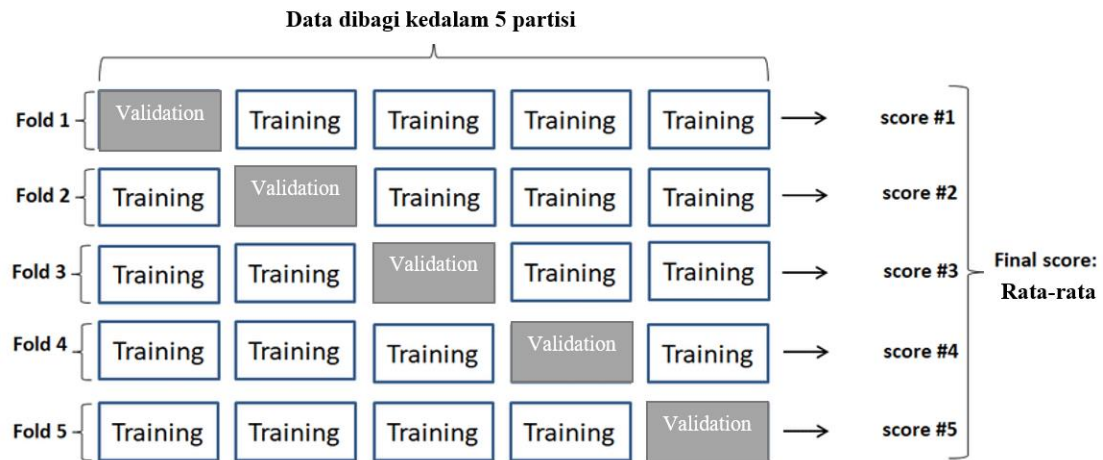 Data dibagi kedalam 5 partisi
Fold 1 Validation Training Training Training Training score #1
Fold 2 Training Validation Training Training Training score #2
Fold 3 Training Training Validation Training Training score #3
Final score:
Rata-rata
Fold 4 Training Training Training Validation Training score #4
Fold 5 Training Training Training Training Validation score #5